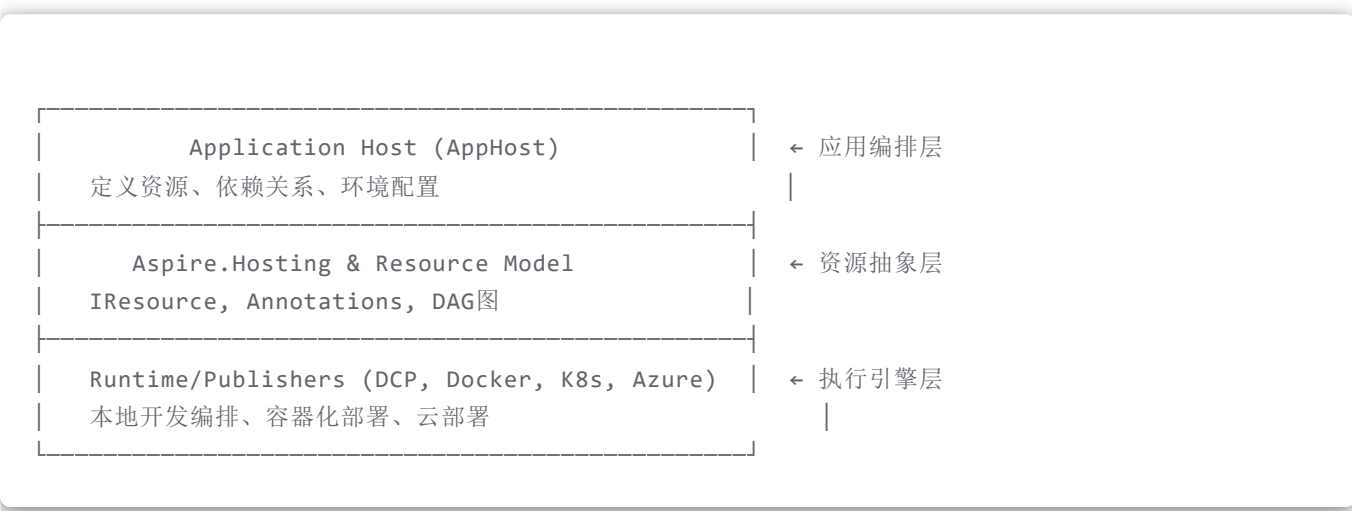 Application Host (AppHost) ← 应用编排层
定义资源、依赖关系、环境配置
Aspire.Hosting & Resource Model ← 资源抽象层
IResource, Annotations, DAG图
Runtime/Publishers (DCP, Docker, K8s, Azure) ← 执行引擎层
本地开发编排、容器化部署、云部署